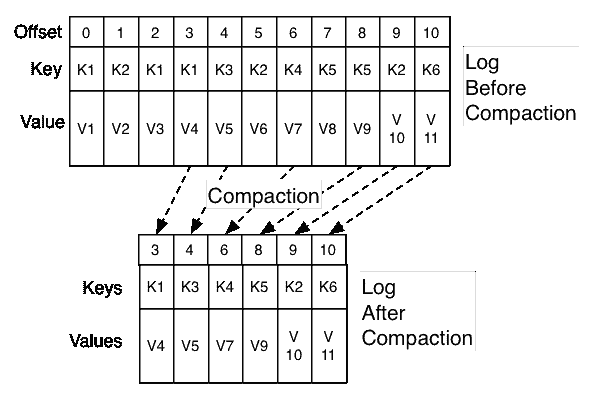 Offset 0 1 2 3 4 5 6 7 8 9 10
Key K1 K2 K1 K1 K3 K2 K4 K5 K5 K2 K6
Value V1 V2 V3 V4 V5 V6 V7 V8 V9 V 10 V 11
Log
Before
Compaction
Compaction
3 4 6 8 9 10
Keys K1 K3 K4 K5 K2 K6
Values V4 V5 V7 V9 V 10 V 11
Log
After
Compaction